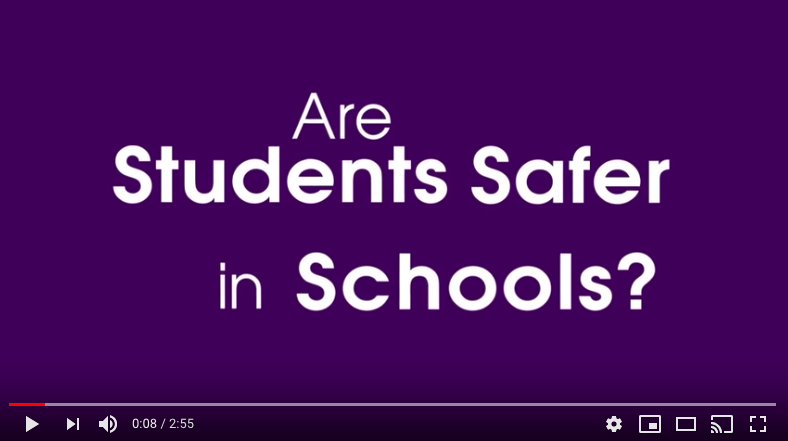 Are
Students Safer
in Schools?
0:08 / 2:55